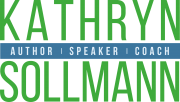 KATHRYN
AUTHOR | SPEAKER | COACH
SOLLMANN